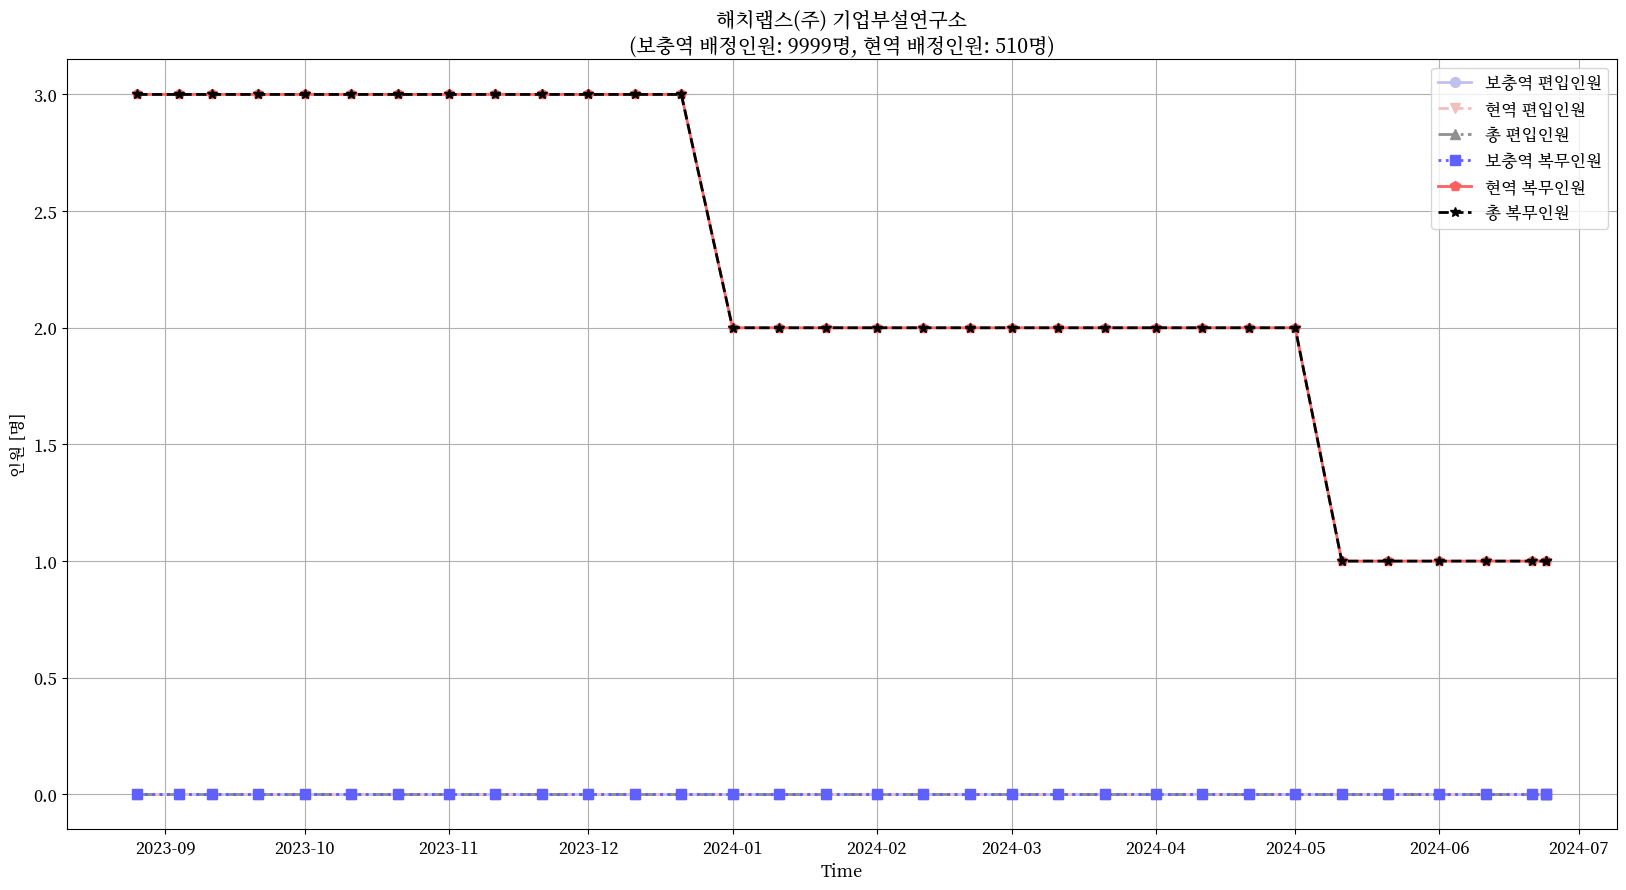 해치랩스(주) 기업부설연구소
(보충역 배정인원: 9999명, 현역 배정인원: 510명)
보충역 편입인원
현역 편입인원
총 편입인원
보충역 복무인원
현역 복무인원
총 복무인원
인원 [명]
3.0
2.5
2.0
1.5
1.0
0.5
0.0
2023-09
2023-10
2023-11
2023-12
2024-01
2024-02
2024-03
2024-04
2024-05
2024-06
2024-07
Time